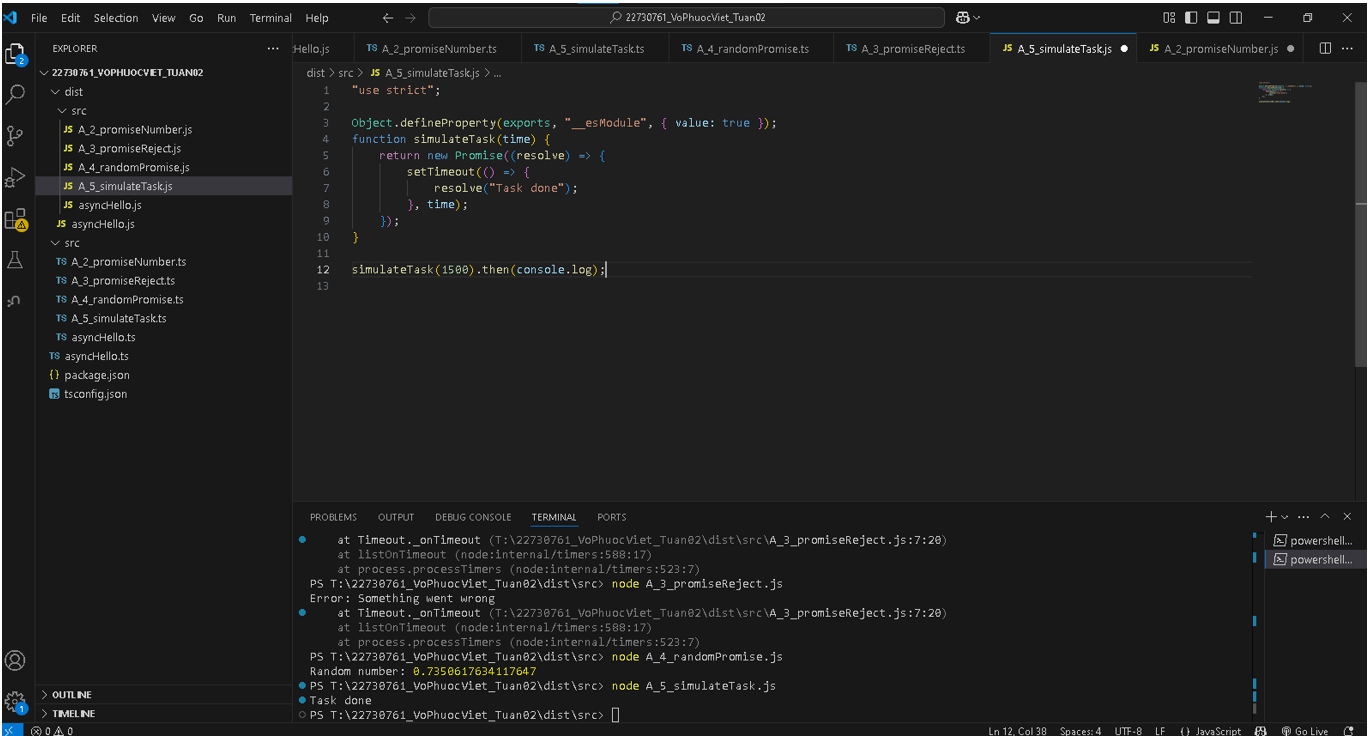 File Edit Selection View Go Run Terminal Help
22730761_VoPhuocViet_Tuan02
EXPLORER
22730761_VOPHUOCVIET_TUAN02
dist
src
JS A_2_promiseNumber.js
JS A_3_promiseReject.js
JS A_4_randomPromise.js
JS A_5_simulateTask.js
JS asyncHello.js
JS asyncHello.js
src
TS A_2_promiseNumber.ts
TS A_3_promiseReject.ts
TS A_4_randomPromise.ts
TS A_5_simulateTask.ts
TS asyncHello.ts
TS asyncHello.ts
{} package.json
TS tsconfig.json
OUTLINE
TIMELINE
2
1
Hello.js TS A_2_promiseNumber.ts TS A_5_simulateTask.ts TS A_4_randomPromise.ts TS A_3_promiseReject.ts JS A_5_simulateTask.js JS A_2_promiseNumber.js
dist > src > JS A_5_simulateTask.js > ...
1 "use strict";
2
3 Object.defineProperty(exports, "__esModule", { value: true });
4 function simulateTask(time) {
5 return new Promise((resolve) => {
6 setTimeout(() => {
7 resolve("Task done");
8 }, time);
9 });
10 }
11
12 simulateTask(1500).then(console.log);
13
PROBLEMS OUTPUT DEBUG CONSOLE TERMINAL PORTS
at Timeout._onTimeout (T:\22730761_VoPhuocViet_Tuan02\dist\src\A_3_promiseReject.js:7:20)
at listOnTimeout (node:internal/timers:588:17)
at process.processTimers (node:internal/timers:523:7)
PS T:\22730761_VoPhuocViet_Tuan02\dist\src> node A_3_promiseReject.js
Error: Something went wrong
at Timeout._onTimeout (T:\22730761_VoPhuocViet_Tuan02\dist\src\A_3_promiseReject.js:7:20)
at listOnTimeout (node:internal/timers:588:17)
at process.processTimers (node:internal/timers:523:7)
PS T:\22730761_VoPhuocViet_Tuan02\dist\src> node A_4_randomPromise.js
Random number: 0.7350617634117647
PS T:\22730761_VoPhuocViet_Tuan02\dist\src> node A_5_simulateTask.js
Task done
PS T:\22730761_VoPhuocViet_Tuan02\dist\src>
powershell...
powershell...
0 0
Ln 12, Col 38 Spaces: 4 UTF-8 LF {} JavaScript Go Live